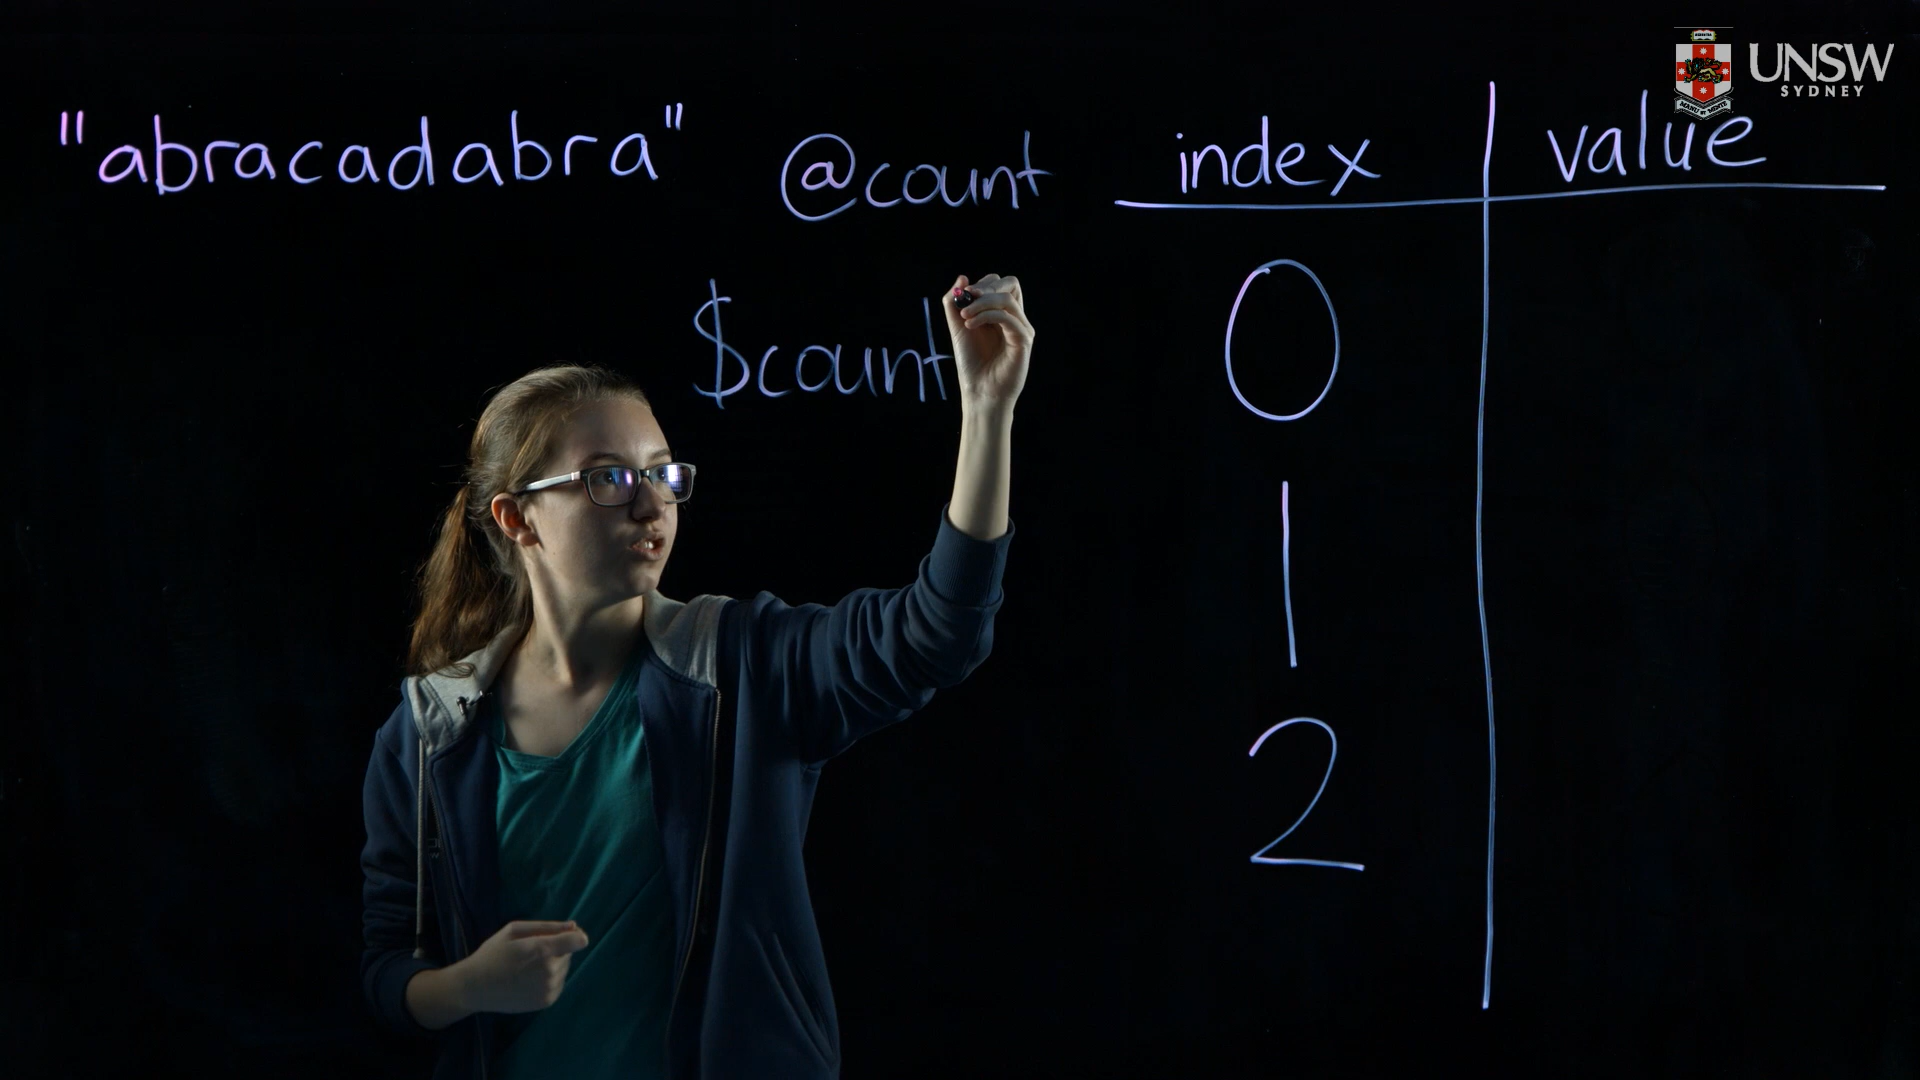 "abracadabra"
@count
$count
index value
0
1
2
UNSW
SYDNEY